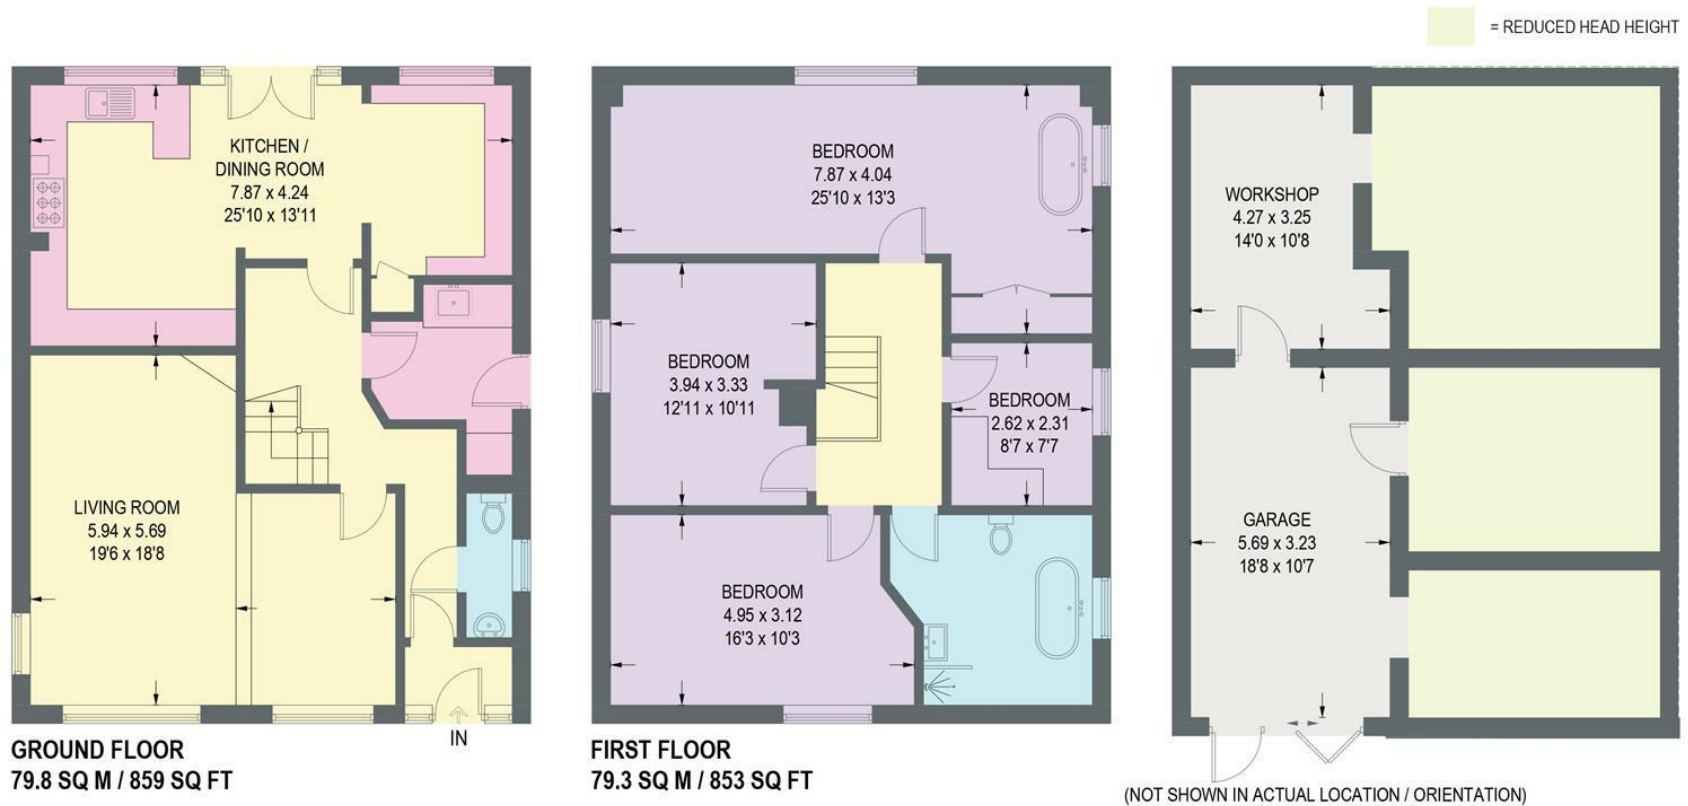 = REDUCED HEAD HEIGHT
KITCHEN /
DINING ROOM
7.87 x 4.24
25'10 x 13'11
LIVING ROOM
5.94 x 5.69
19'6 x 18'8
IN
GROUND FLOOR
79.8 SQ M / 859 SQ FT
BEDROOM
7.87 x 4.04
25'10 x 13'3
BEDROOM
3.94 x 3.33
12'11 x 10'11
BEDROOM
2.62 x 2.31
8'7 x 7'7
BEDROOM
4.95 x 3.12
16'3 x 10'3
FIRST FLOOR
79.3 SQ M / 853 SQ FT
WORKSHOP
4.27 x 3.25
14'0 x 10'8
GARAGE
5.69 x 3.23
18'8 x 10'7
(NOT SHOWN IN ACTUAL LOCATION / ORIENTATION)